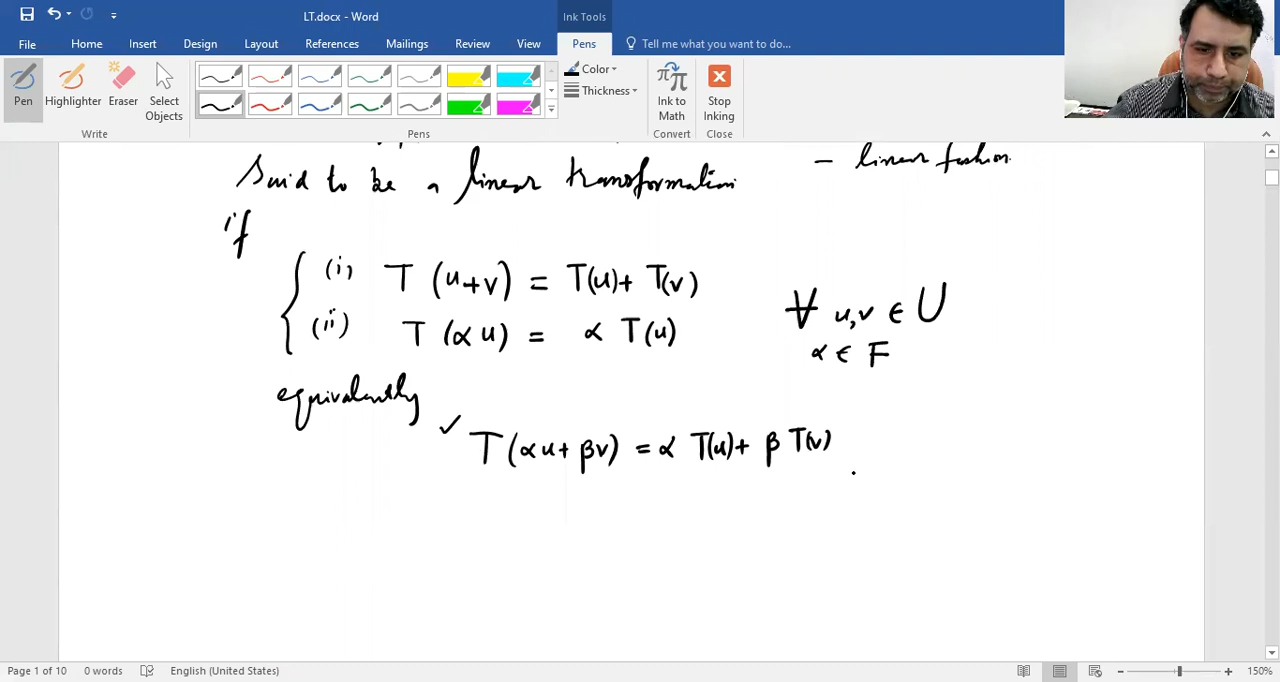 LT.docx - Word
Ink Tools
File Home Insert Design Layout References Mailings Review View Pens Tell me what you want to do...
Pen Highlighter Eraser Select Objects
Color
Thickness
Ink to Math
Stop Inking
Write Pens Convert Close
said to be a linear transformation
- linear fashion
if
(i) T (u+v) = T(u)+ T(v)
(ii) T (αu) = α T(u)
∀ u,v ∈ U
α ∈ F
equivalently
✓ T(αu+ βv) = α T(u)+ β T(v)
Page 1 of 10 0 words English (United States) 150%